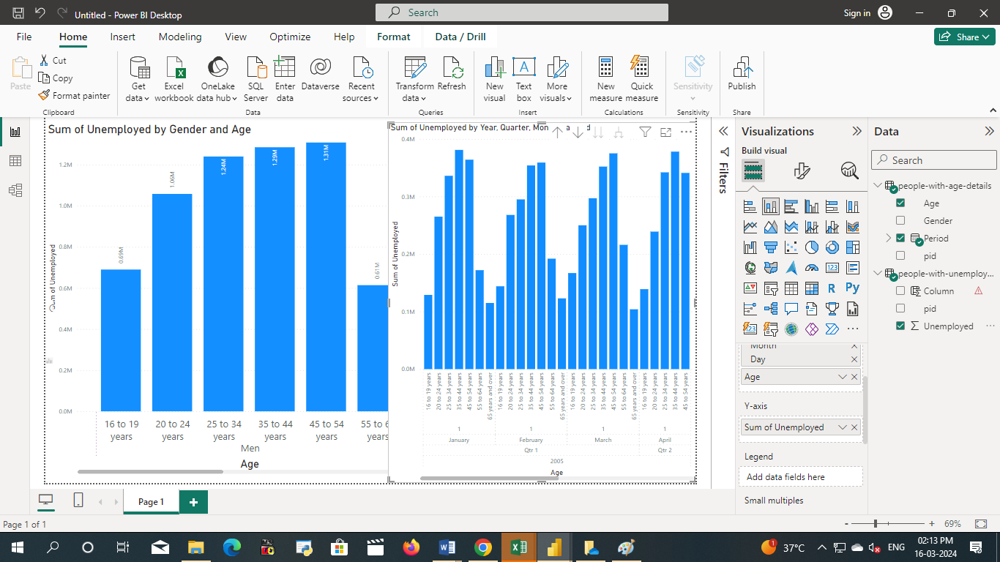 Untitled - Power BI Desktop
Search
Sign in
File Home Insert Modeling View Optimize Help Format Data / Drill
Share
Paste
Cut
Copy
Format painter
Clipboard
Get data
Excel workbook
OneLake data hub
SQL Server
Enter data
Dataverse
Recent sources
Data
Transform data
Refresh
Queries
New visual
Text box
More visuals
Insert
New measure
Quick measure
Calculations
Sensitivity
Sensitivity
Publish
Share
Sum of Unemployed by Gender and Age
Sum of Unemployed
1.2M
1.0M
0.8M
0.6M
0.4M
0.2M
0.0M
0.69M
1.06M
1.24M
1.29M
1.31M
0.61M
16 to 19 years
20 to 24 years
25 to 34 years
35 to 44 years
45 to 54 years
55 to 6
years
Men
Age
Sum of Unemployed by Year, Quarter, Mon
Sum of Unemployed
0.4M
0.3M
0.2M
0.1M
0.0M
16 to 19 years
20 to 24 years
25 to 34 years
35 to 44 years
45 to 54 years
55 to 64 years
65 years and over
16 to 19 years
20 to 24 years
25 to 34 years
35 to 44 years
45 to 54 years
55 to 64 years
65 years and over
16 to 19 years
20 to 24 years
25 to 34 years
35 to 44 years
45 to 54 years
55 to 64 years
65 years and over
16 to 19 years
20 to 24 years
25 to 34 years
35 to 44 years
45 to 54 years
1 1 1 1
January February March April
Qtr 1 Qtr 2
2005
Age
Filters
Visualizations
Build visual
123
R
Py
123
Month
Day
Age
Y-axis
Sum of Unemployed
Legend
Add data fields here
Small multiples
Data
Search
people-with-age-details
Age
Gender
Period
pid
people-with-unemploy...
Column
pid
Unemployed
Page 1
Page 1 of 1
- + 69%
37°C
ENG
02:13 PM
16-03-2024